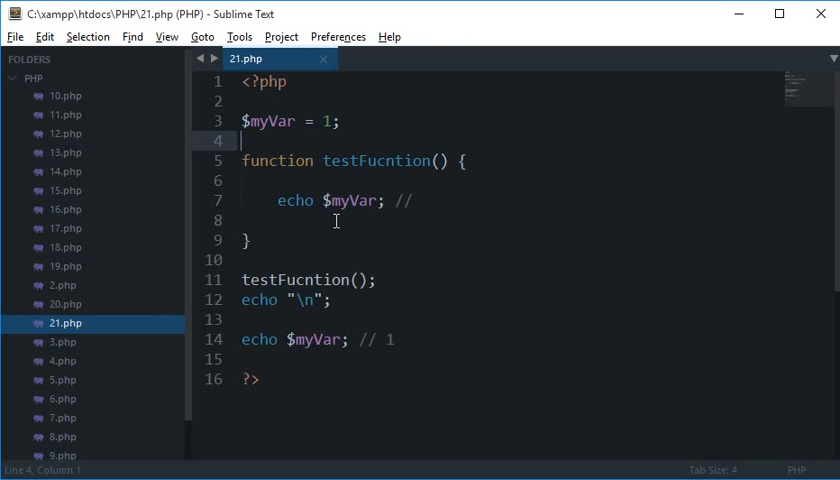 C:\xampp\htdocs\PHP\21.php (PHP) - Sublime Text
File Edit Selection Find View Goto Tools Project Preferences Help
FOLDERS
PHP
10.php
11.php
12.php
13.php
14.php
15.php
16.php
17.php
18.php
19.php
2.php
20.php
21.php
3.php
4.php
5.php
6.php
7.php
8.php
9.php
21.php
1 <?php
2
3 $myVar = 1;
4
5 function testFucntion() {
6
7 echo $myVar; //
8
9 }
10
11 testFucntion();
12 echo "\n";
13
14 echo $myVar; // 1
15
16 ?>
Line 4, Column 1 Tab Size: 4 PHP